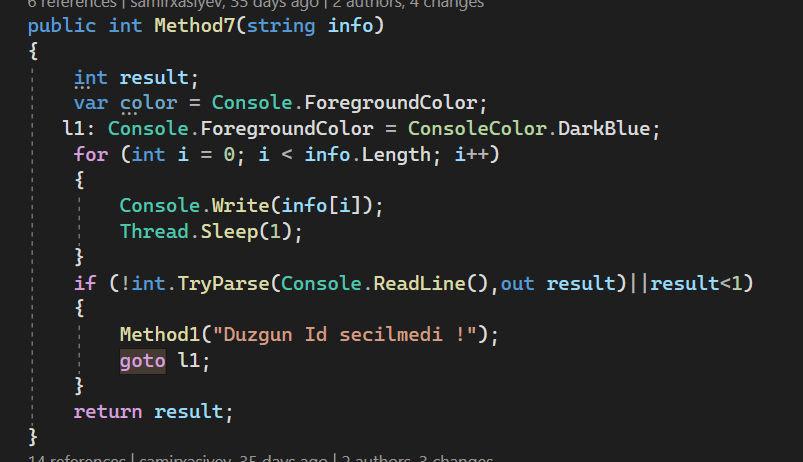 6 references | samirxasiyev, 35 days ago | 2 authors, 4 changes
public int Method7(string info)
{
    int result;
    var color = Console.ForegroundColor;
   l1: Console.ForegroundColor = ConsoleColor.DarkBlue;
    for (int i = 0; i < info.Length; i++)
    {
        Console.Write(info[i]);
        Thread.Sleep(1);
    }
    if (!int.TryParse(Console.ReadLine(),out result)||result<1)
    {
        Method1("Duzgun Id secilmedi !");
        goto l1;
    }
    return result;
}
14 references | samirxasiyev, 35 days ago | 2 authors, 3 changes